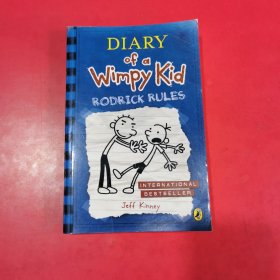 DIARY
of a
Wimpy Kid
RODRICK RULES
INTERNATIONAL
BESTSELLER
Jeff Kinney